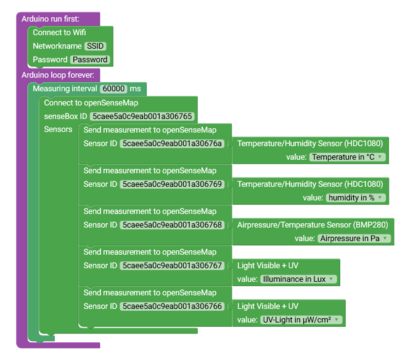 Arduino run first:
Connect to Wifi
Networkname SSID
Password Password
Arduino loop forever:
Measuring interval 60000 ms
Connect to openSenseMap
senseBox ID 5caee5a0c9eab001a306765
Sensors Send measurement to openSenseMap
Sensor ID 5caee5a0c9eab001a30676a Temperature/Humidity Sensor (HDC1080)
value: Temperature in °C
Send measurement to openSenseMap
Sensor ID 5caee5a0c9eab001a306769 Temperature/Humidity Sensor (HDC1080)
value: humidity in %
Send measurement to openSenseMap
Sensor ID 5caee5a0c9eab001a306768 Airpressure/Temperature Sensor (BMP280)
value: Airpressure in Pa
Send measurement to openSenseMap
Sensor ID 5caee5a0c9eab001a306767 Light Visible + UV
value: Illuminance in Lux
Send measurement to openSenseMap
Sensor ID 5caee5a0c9eab001a306766 Light Visible + UV
value: UV-Light in μW/cm²